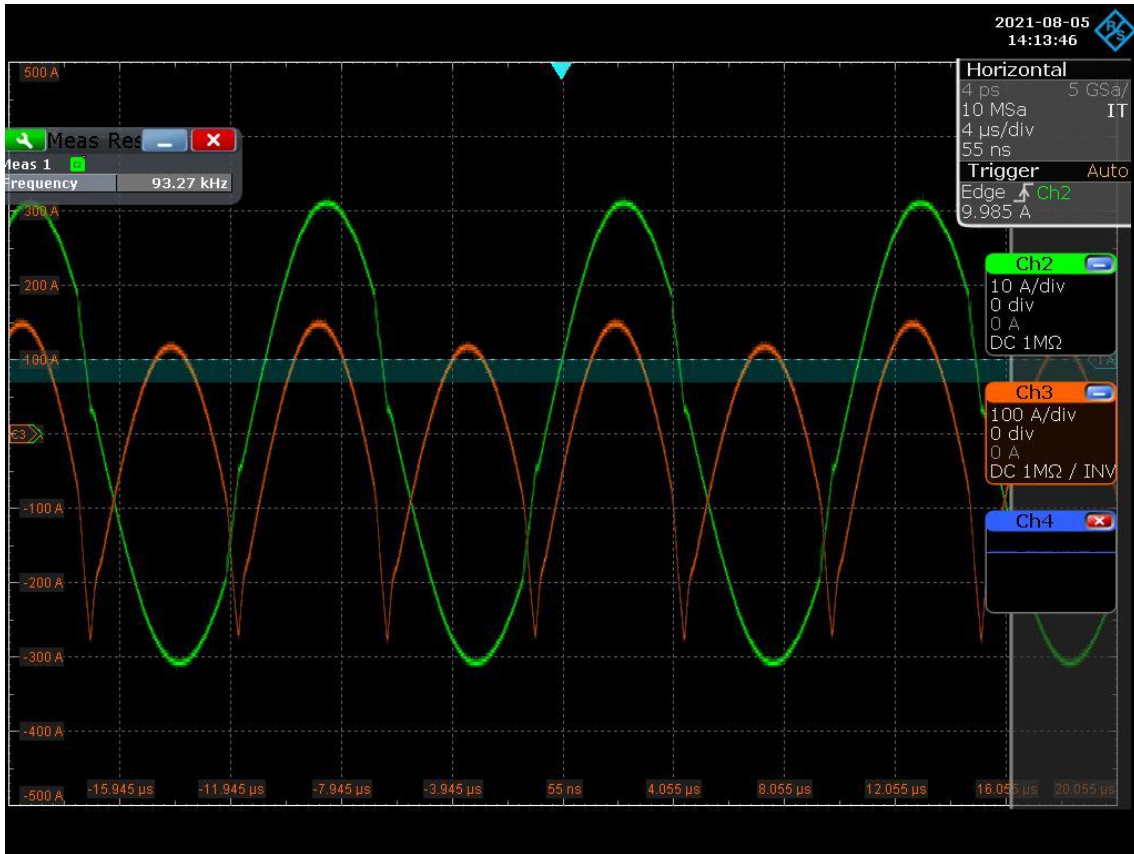 2021-08-05
14:13:46
R&S
Horizontal
4 ps 5 GSa/
10 MSa IT
4 µs/div
55 ns
Trigger Auto
Edge Ch2
9.985 A
Meas Res
Meas 1 C2
Frequency 93.27 kHz
500 A
300 A
200 A
100 A
C3
-100 A
-200 A
-300 A
-400 A
-500 A
-15.945 µs
-11.945 µs
-7.945 µs
-3.945 µs
55 ns
4.055 µs
8.055 µs
12.055 µs
16.055 µs
20.055 µs
Ch2
10 A/div
0 div
0 A
DC 1MΩ
TA
Ch3
100 A/div
0 div
0 A
DC 1MΩ / INV
Ch4